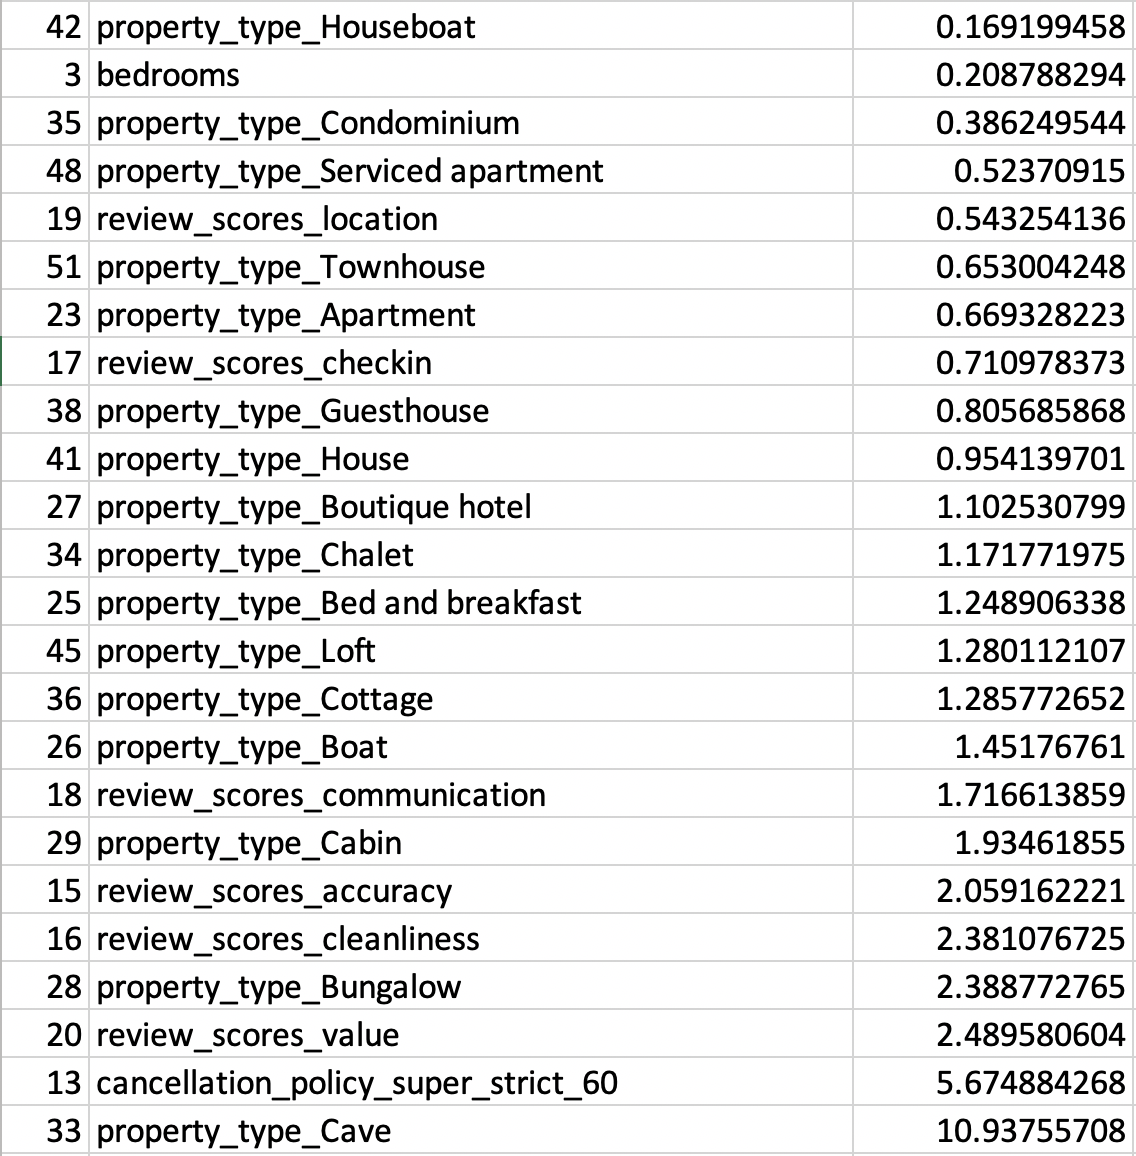 42 property_type_Houseboat 0.169199458
3 bedrooms 0.208788294
35 property_type_Condominium 0.386249544
48 property_type_Serviced apartment 0.52370915
19 review_scores_location 0.543254136
51 property_type_Townhouse 0.653004248
23 property_type_Apartment 0.669328223
17 review_scores_checkin 0.710978373
38 property_type_Guesthouse 0.805685868
41 property_type_House 0.954139701
27 property_type_Boutique hotel 1.102530799
34 property_type_Chalet 1.171771975
25 property_type_Bed and breakfast 1.248906338
45 property_type_Loft 1.280112107
36 property_type_Cottage 1.285772652
26 property_type_Boat 1.45176761
18 review_scores_communication 1.716613859
29 property_type_Cabin 1.93461855
15 review_scores_accuracy 2.059162221
16 review_scores_cleanliness 2.381076725
28 property_type_Bungalow 2.388772765
20 review_scores_value 2.489580604
13 cancellation_policy_super_strict_60 5.674884268
33 property_type_Cave 10.93755708